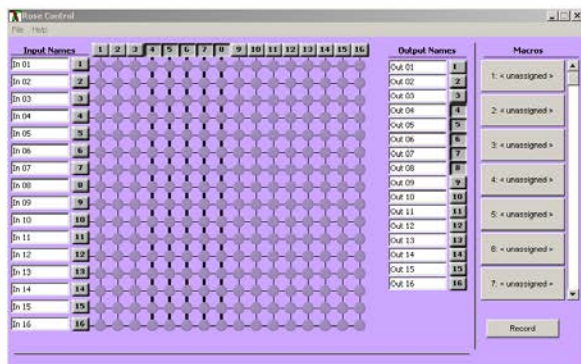 Rose Control
File Help
Input Names 1 2 3 4 5 6 7 8 9 10 11 12 13 14 15 16 Output Names Macros
In 01 1
In 02 2
In 03 3
In 04 4
In 05 5
In 06 6
In 07 7
In 08 8
In 09 9
In 10 10
In 11 11
In 12 12
In 13 13
In 14 14
In 15 15
In 16 16
Out 01 1
Out 02 2
Out 03 3
Out 04 4
Out 05 5
Out 06 6
Out 07 7
Out 08 8
Out 09 9
Out 10 10
Out 11 11
Out 12 12
Out 13 13
Out 14 14
Out 15 15
Out 16 16
1: < unassigned >
2: < unassigned >
3: < unassigned >
4: < unassigned >
5: < unassigned >
6: < unassigned >
7: < unassigned >
Record